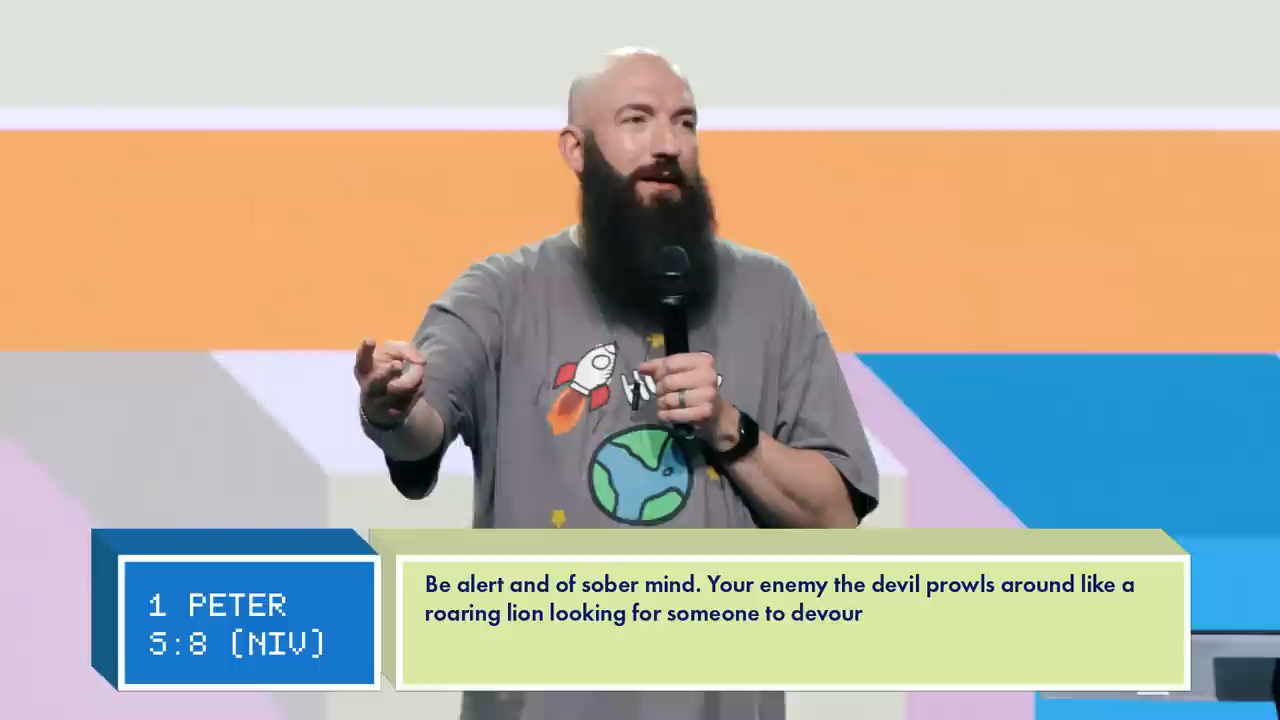 1 PETER
5:8 (NIV)
Be alert and of sober mind. Your enemy the devil prowls around like a
roaring lion looking for someone to devour